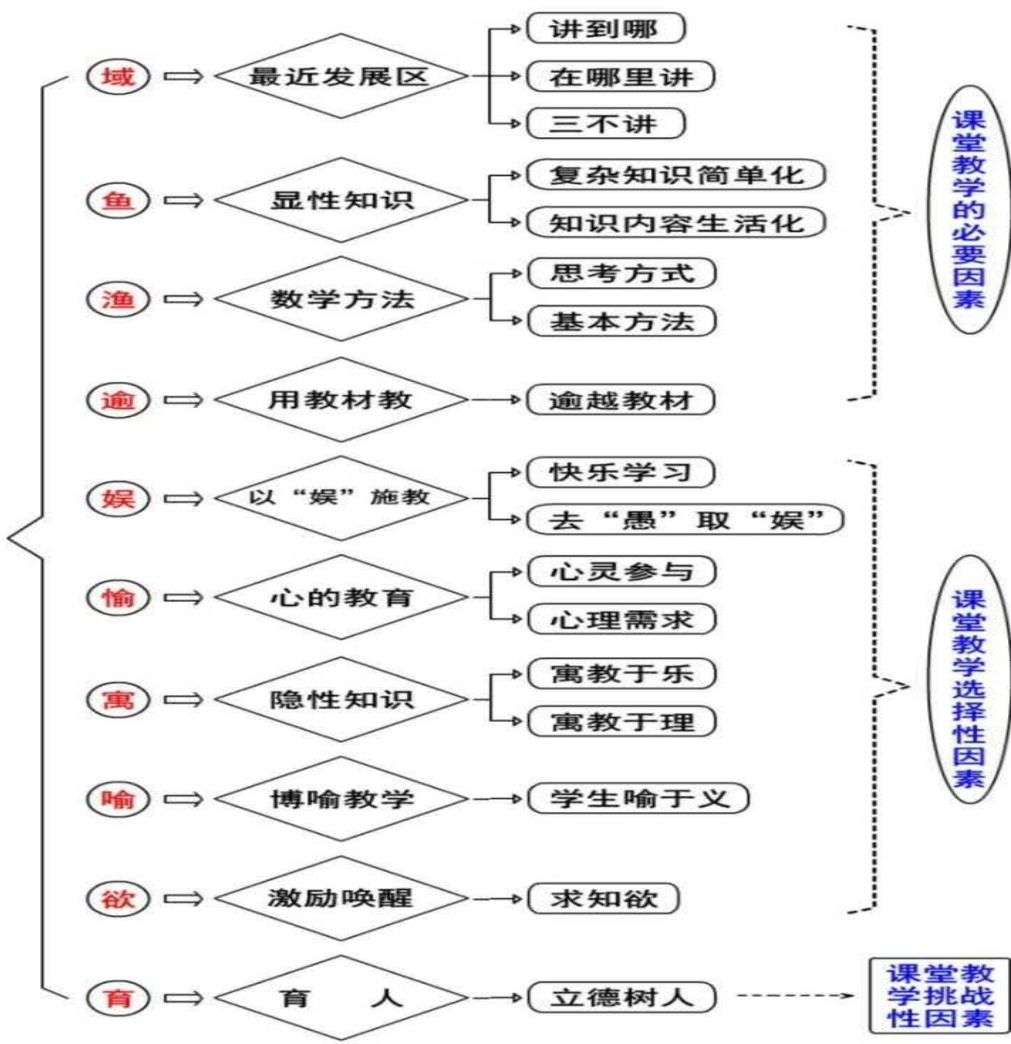 域
最近发展区
讲到哪
在哪里讲
三不讲
鱼
显性知识
复杂知识简单化
知识内容生活化
渔
数学方法
思考方式
基本方法
逾
用教材教
逾越教材
课堂教学的必要因素
娱
以“娱”施教
快乐学习
去“愚”取“娱”
愉
心的教育
心灵参与
心理需求
寓
隐性知识
寓教于乐
寓教于理
喻
博喻教学
学生喻于义
欲
激励唤醒
求知欲
课堂教学选择性因素
育
育 人
立德树人
课堂教
学挑战
性因素